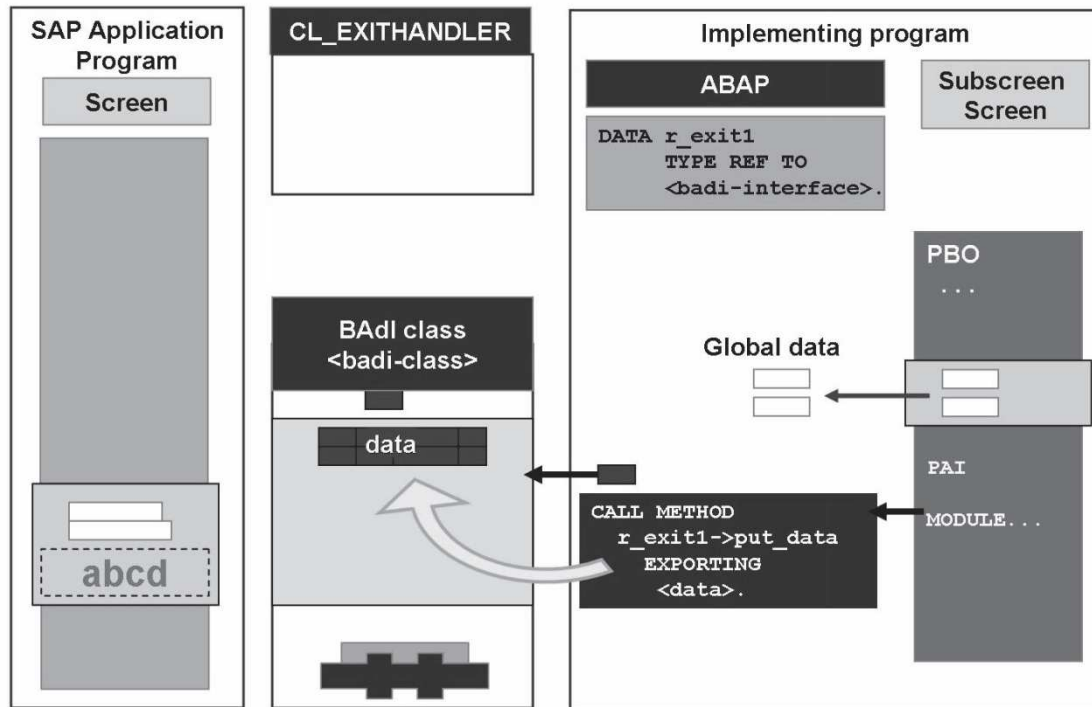 SAP Application
Program
Screen
abcd
CL_EXITHANDLER
BAdI class
<badi-class>
data
Implementing program
ABAP
DATA r_exit1
TYPE REF TO
<badi-interface>.
Subscreen
Screen
PBO
...
Global data
PAI
MODULE...
CALL METHOD
r_exit1->put_data
EXPORTING
<data>.